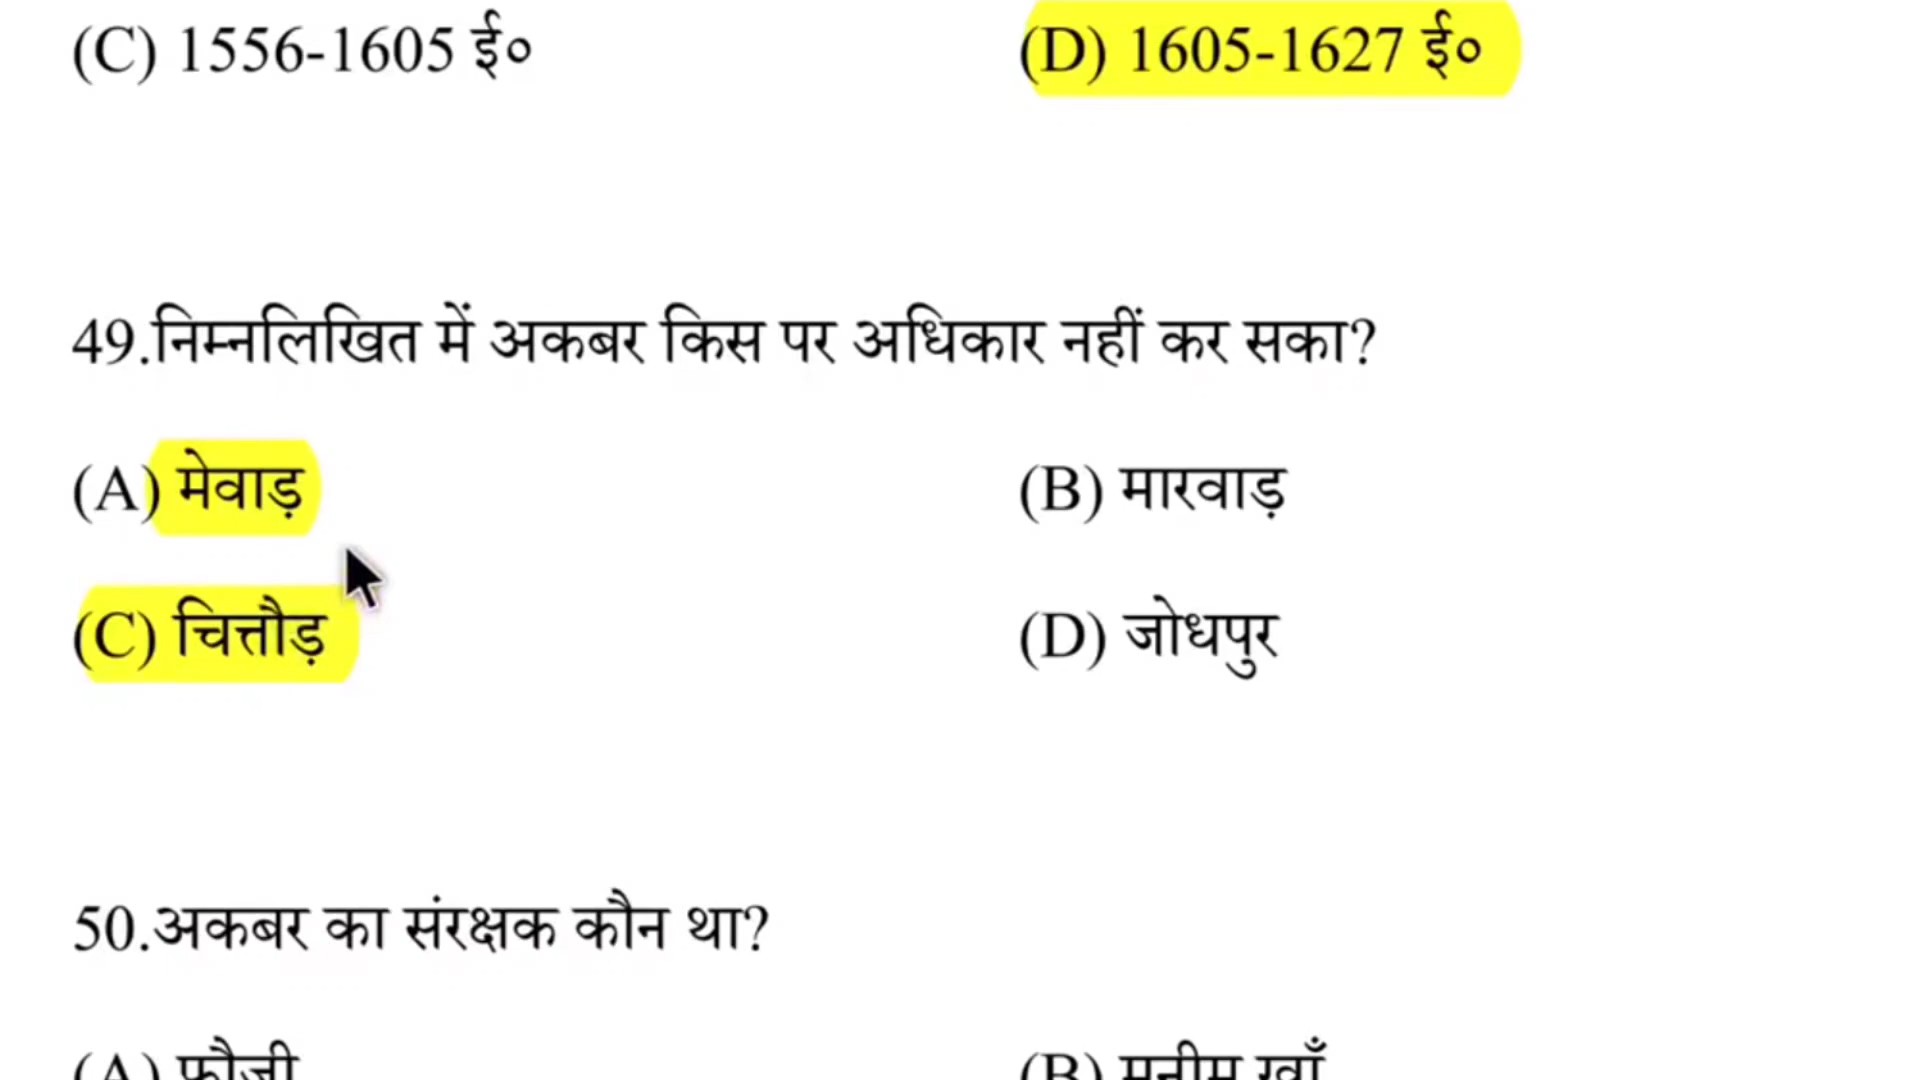 (C) 1556-1605 ई० (D) 1605-1627 ई०
49.निम्नलिखित में अकबर किस पर अधिकार नहीं कर सका?
(A) मेवाड़ (B) मारवाड़
(C) चित्तौड़ (D) जोधपुर
50.अकबर का संरक्षक कौन था?
(A) फौजी (B) मुनीम खाँ